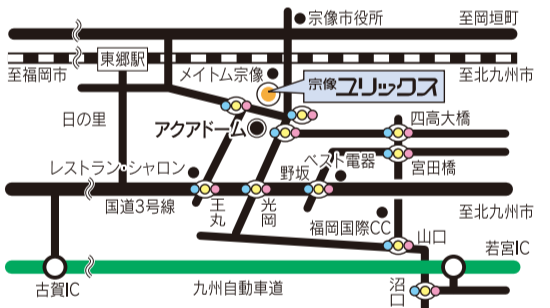 宗像市役所
至岡垣町
東郷駅
至福岡市
メイトム宗像
宗像ユリックス
至北九州市
日の里
アクアドーム
四高大橋
レストラン・シャロン
野坂
ベスト電器
宮田橋
国道3号線
王丸
光岡
福岡国際CC
至北九州市
山口
若宮IC
古賀IC
九州自動車道
沼口